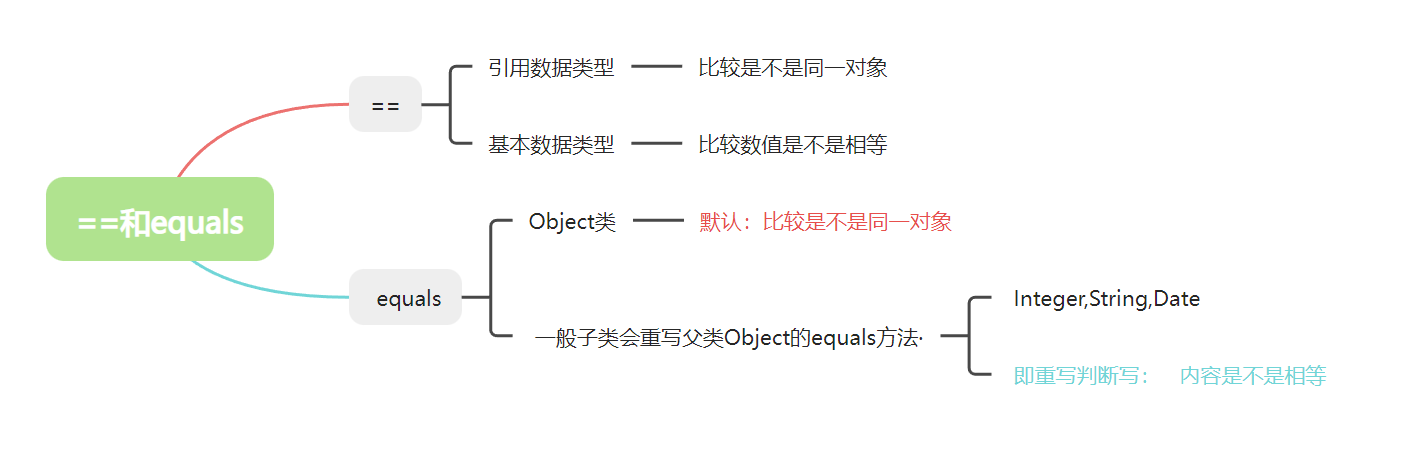 ==和equals
==
引用数据类型
比较是不是同一对象
基本数据类型
比较数值是不是相等
equals
Object类
默认：比较是不是同一对象
一般子类会重写父类Object的equals方法·
Integer,String,Date
即重写判断写： 内容是不是相等